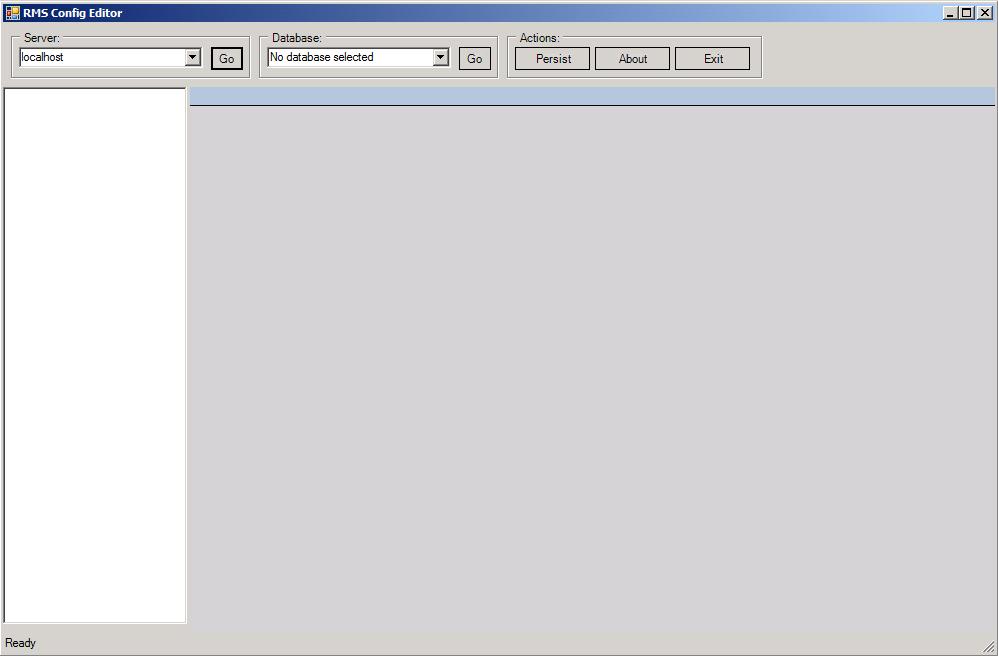 RMS Config Editor
Server: Database: Actions:
localhost Go No database selected Go Persist About Exit
Ready